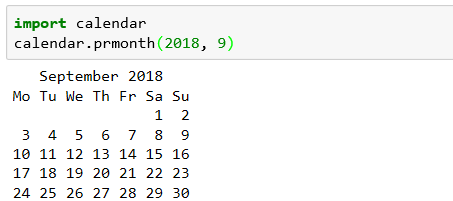 import calendar
calendar.prmonth(2018, 9)
   September 2018
Mo Tu We Th Fr Sa Su
                1  2
 3  4  5  6  7  8  9
10 11 12 13 14 15 16
17 18 19 20 21 22 23
24 25 26 27 28 29 30